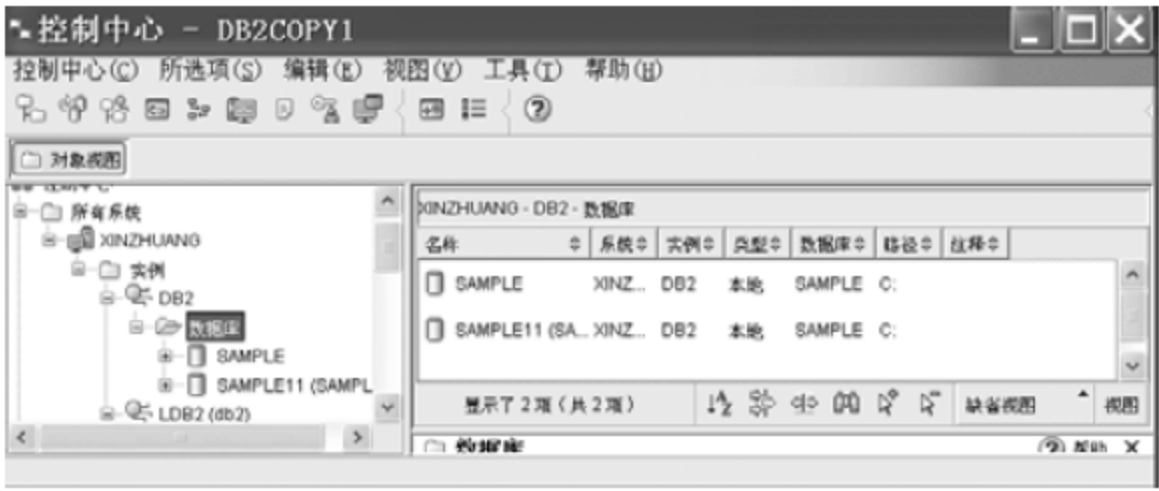 控制中心 - DB2COPY1
控制中心(C) 所选项(S) 编辑(E) 视图(V) 工具(T) 帮助(H)
对象视图
所有系统
XINZHUANG
实例
DB2
数据库
SAMPLE
SAMPLE11 (SAMPL
LDB2 (db2)
XINZHUANG - DB2 - 数据库
名称 系统 实例 类型 数据库 路径 注释
SAMPLE XINZ... DB2 本地 SAMPLE C:
SAMPLE11 (SA... XINZ... DB2 本地 SAMPLE C:
显示了 2 项 (共 2 项) 缺省视图 视图
数据库 帮助